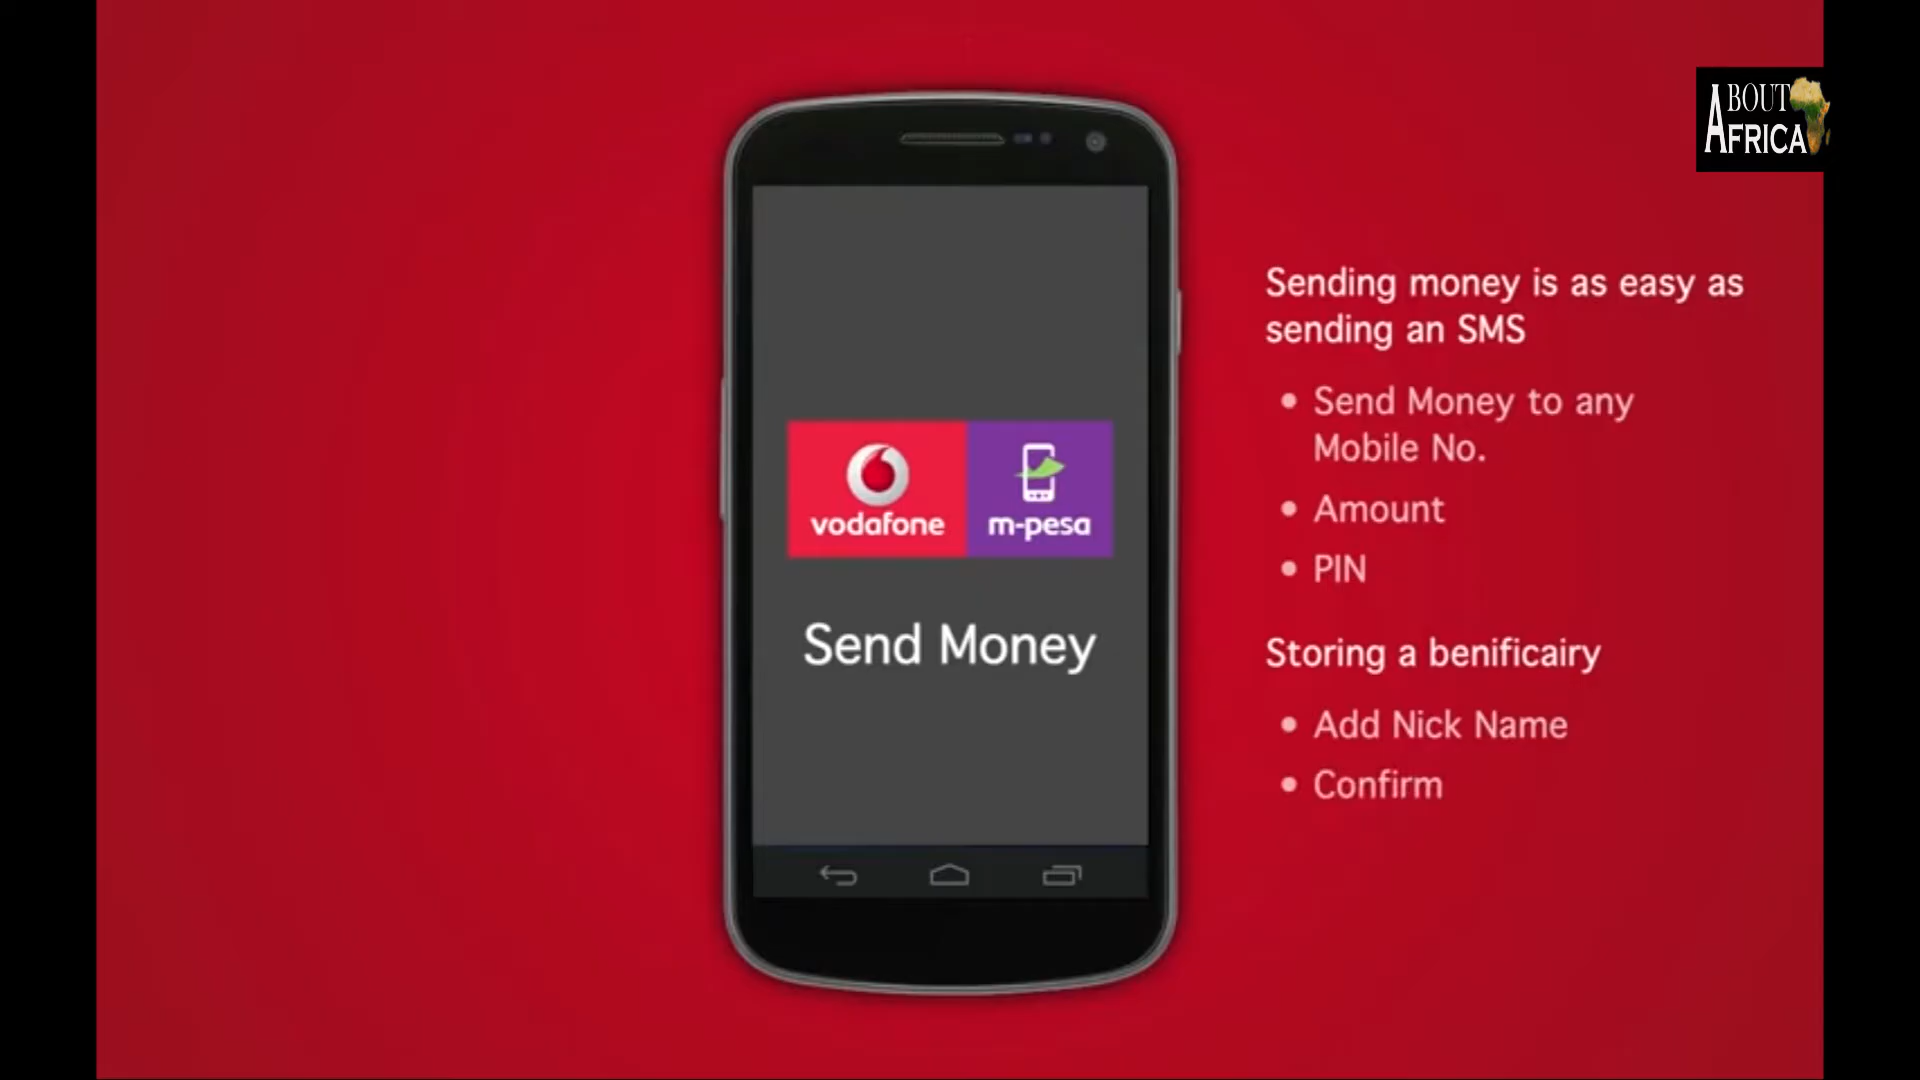 ABOUT
AFRICA
Sending money is as easy as
sending an SMS
• Send Money to any
Mobile No.
• Amount
• PIN
Storing a benificairy
• Add Nick Name
• Confirm
vodafone
m-pesa
Send Money